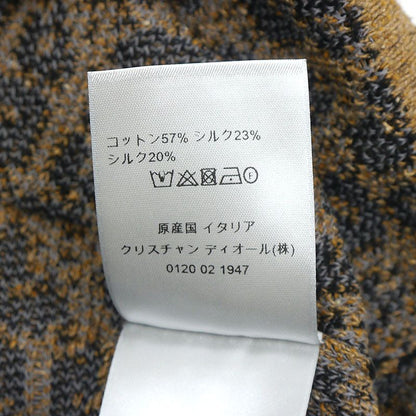 コットン57% シルク23%
シルク20%
原産国 イタリア
クリスチャン ディオール(株)
0120 02 1947